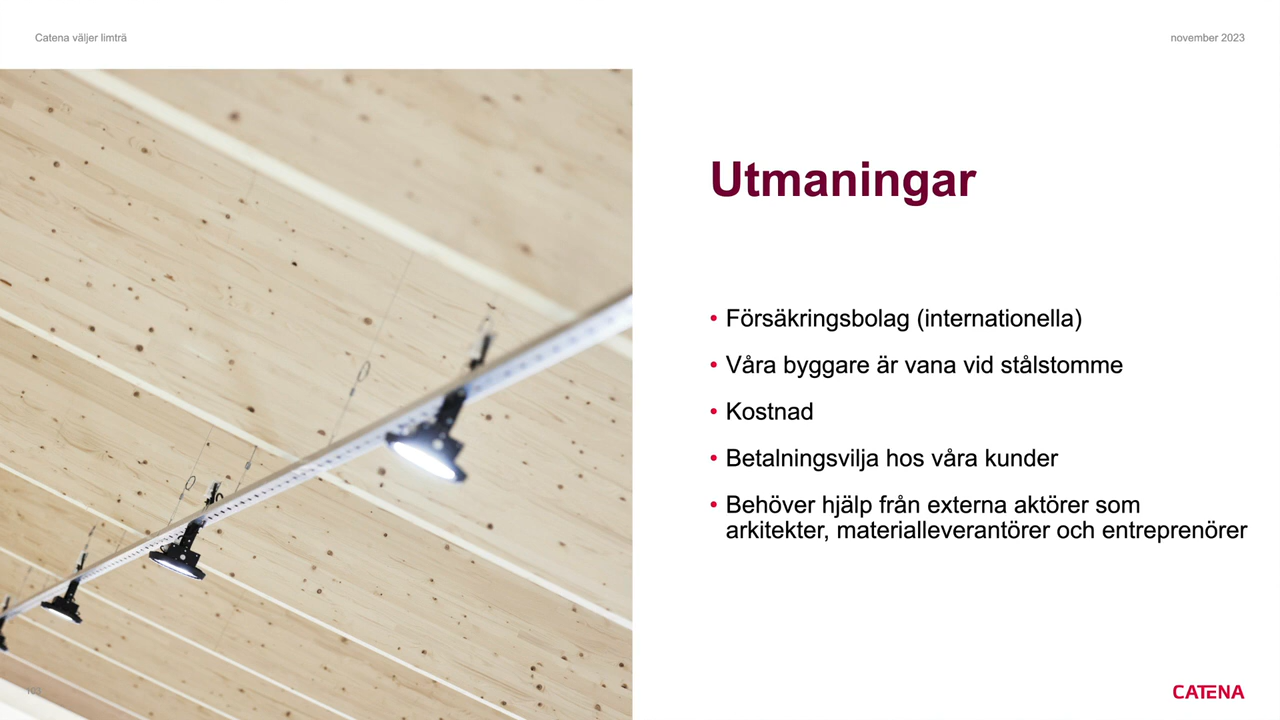 Catena väljer limträ
november 2023
Utmaningar
• Försäkringsbolag (internationella)
• Våra byggare är vana vid stålstomme
• Kostnad
• Betalningsvilja hos våra kunder
• Behöver hjälp från externa aktörer som
arkitekter, materialleverantörer och entreprenörer
CATENA